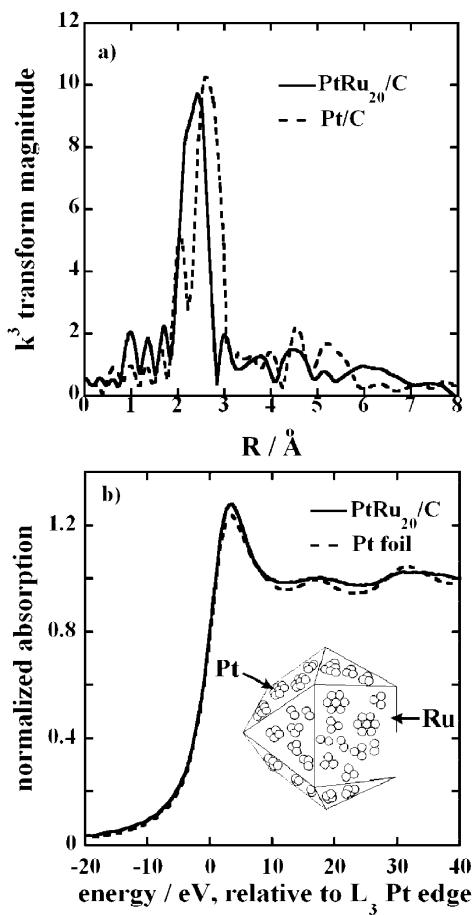 a)
PtRu₂₀/C
Pt/C
k³ transform magnitude
12
10
8
6
4
2
0
0 1 2 3 4 5 6 7 8
R / Å
b)
PtRu₂₀/C
Pt foil
normalized absorption
1.2
0.8
0.4
0
Pt
Ru
-20 -10 0 10 20 30 40
energy / eV, relative to L₃ Pt edge